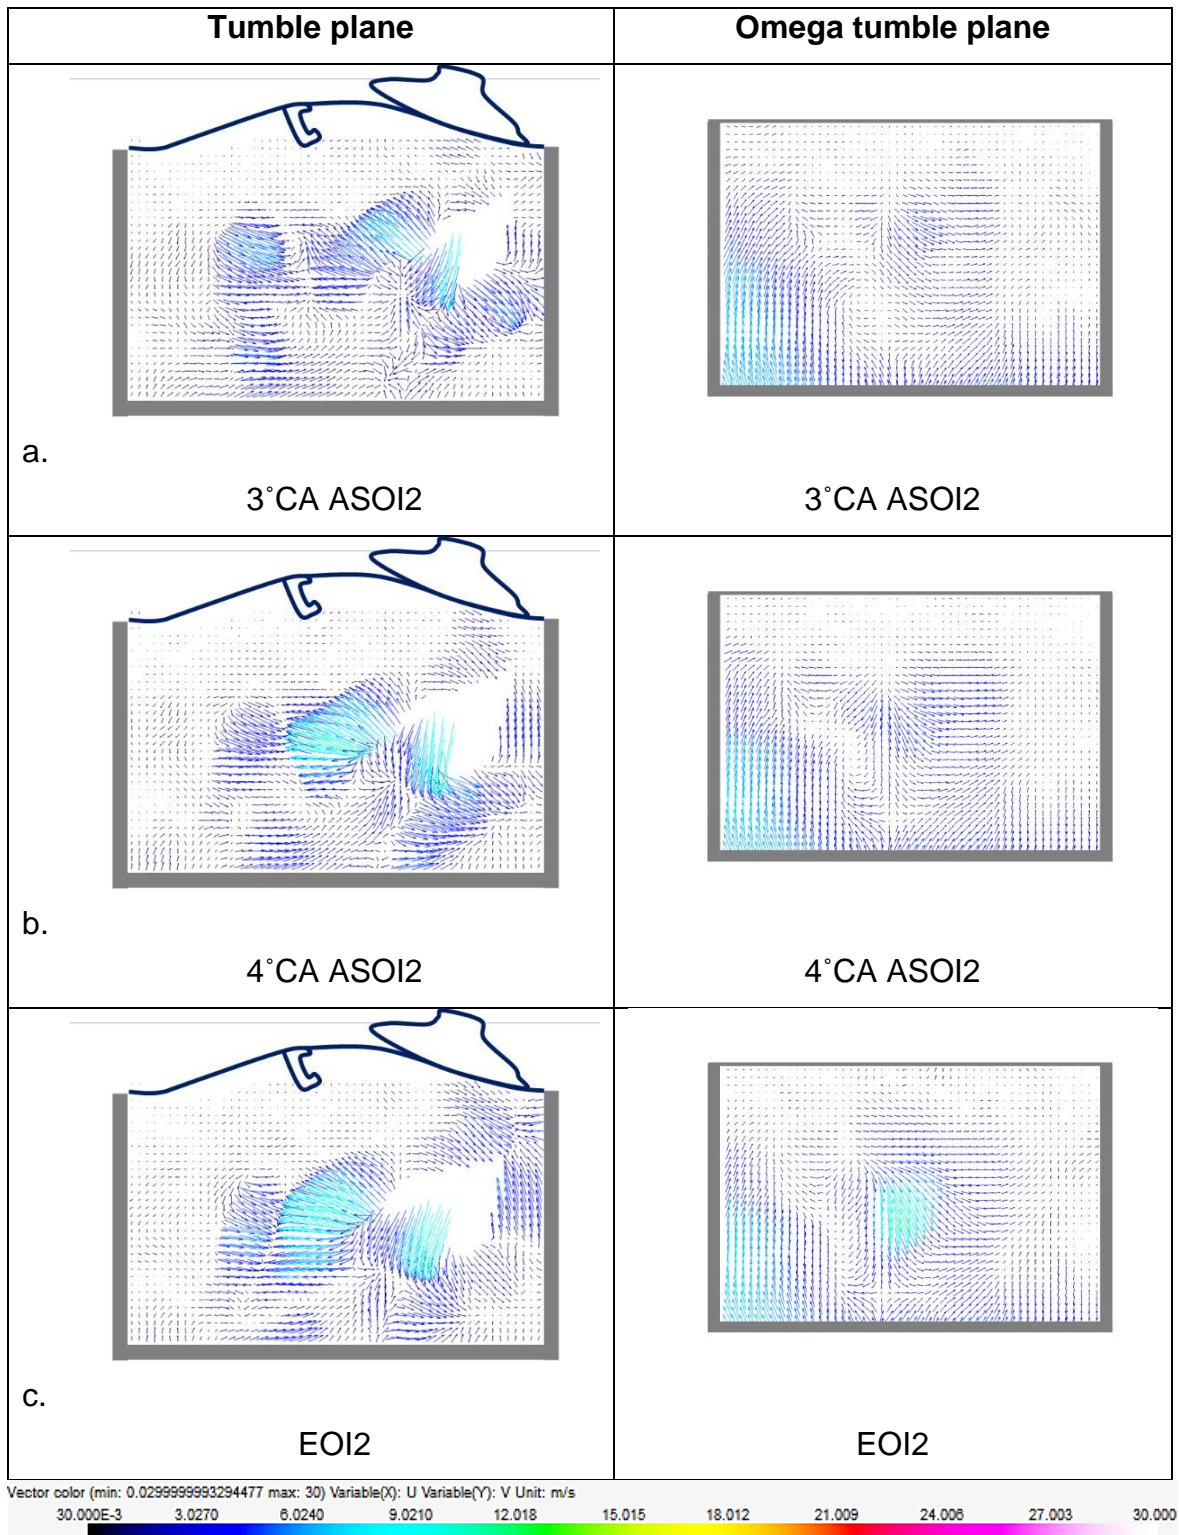 Tumble plane Omega tumble plane
a.
3˚CA ASOI2 3˚CA ASOI2
b.
4˚CA ASOI2 4˚CA ASOI2
c.
EOI2 EOI2
Vector color (min: 0.0299999993294477 max: 30) Variable(X): U Variable(Y): V Unit: m/s
30.000E-3 3.0270 6.0240 9.0210 12.018 15.015 18.012 21.009 24.006 27.003 30.000